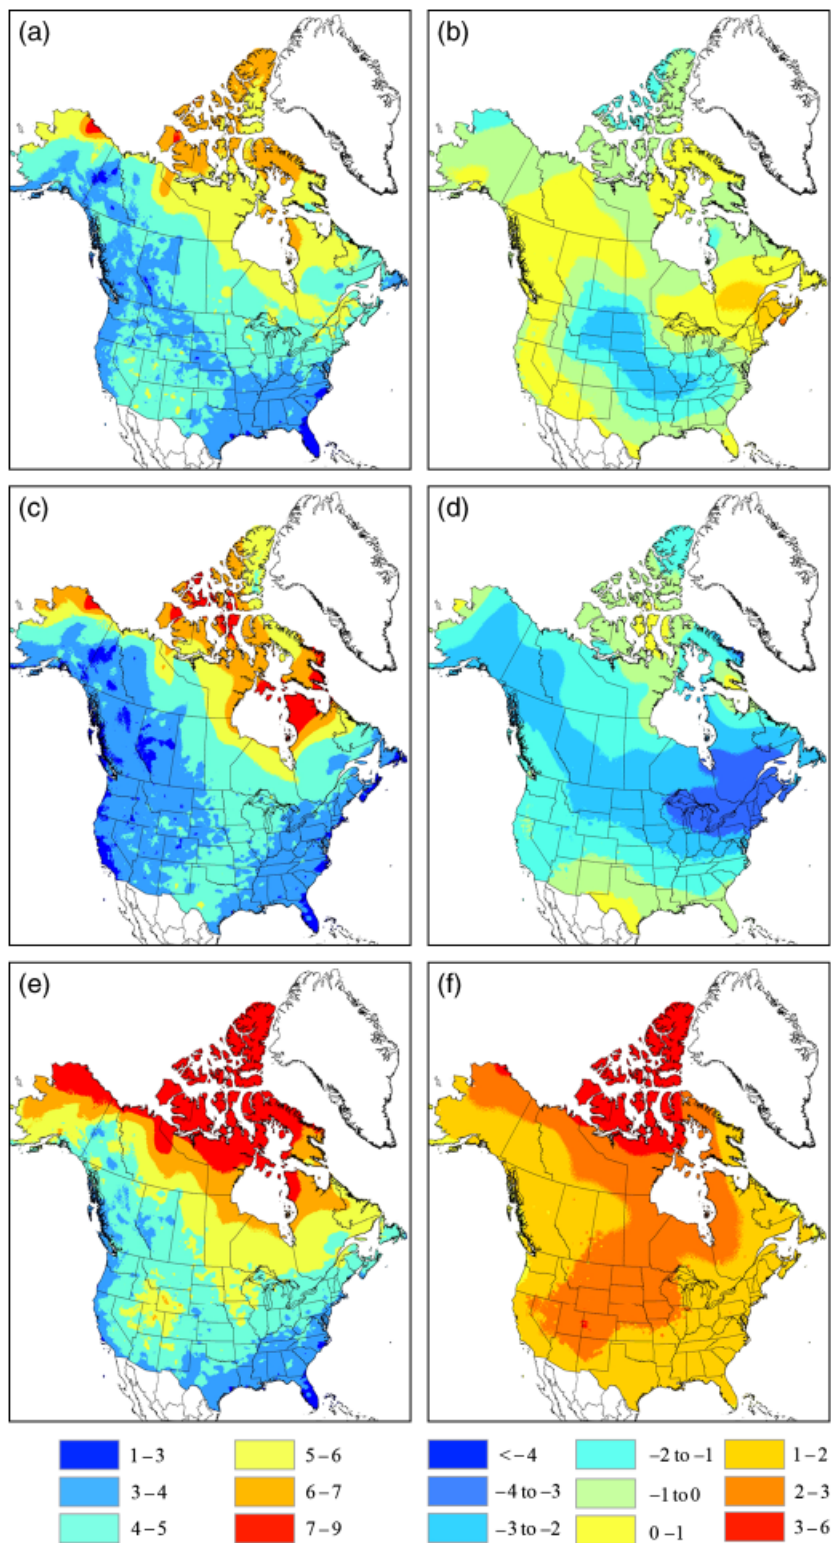 (a)
(b)
(c)
(d)
(e)
(f)
1 – 3
5 – 6
< – 4
–2 to –1
1 – 2
3 – 4
6 – 7
–4 to –3
–1 to 0
2 – 3
4 – 5
7 – 9
–3 to –2
0 –1
3 – 6